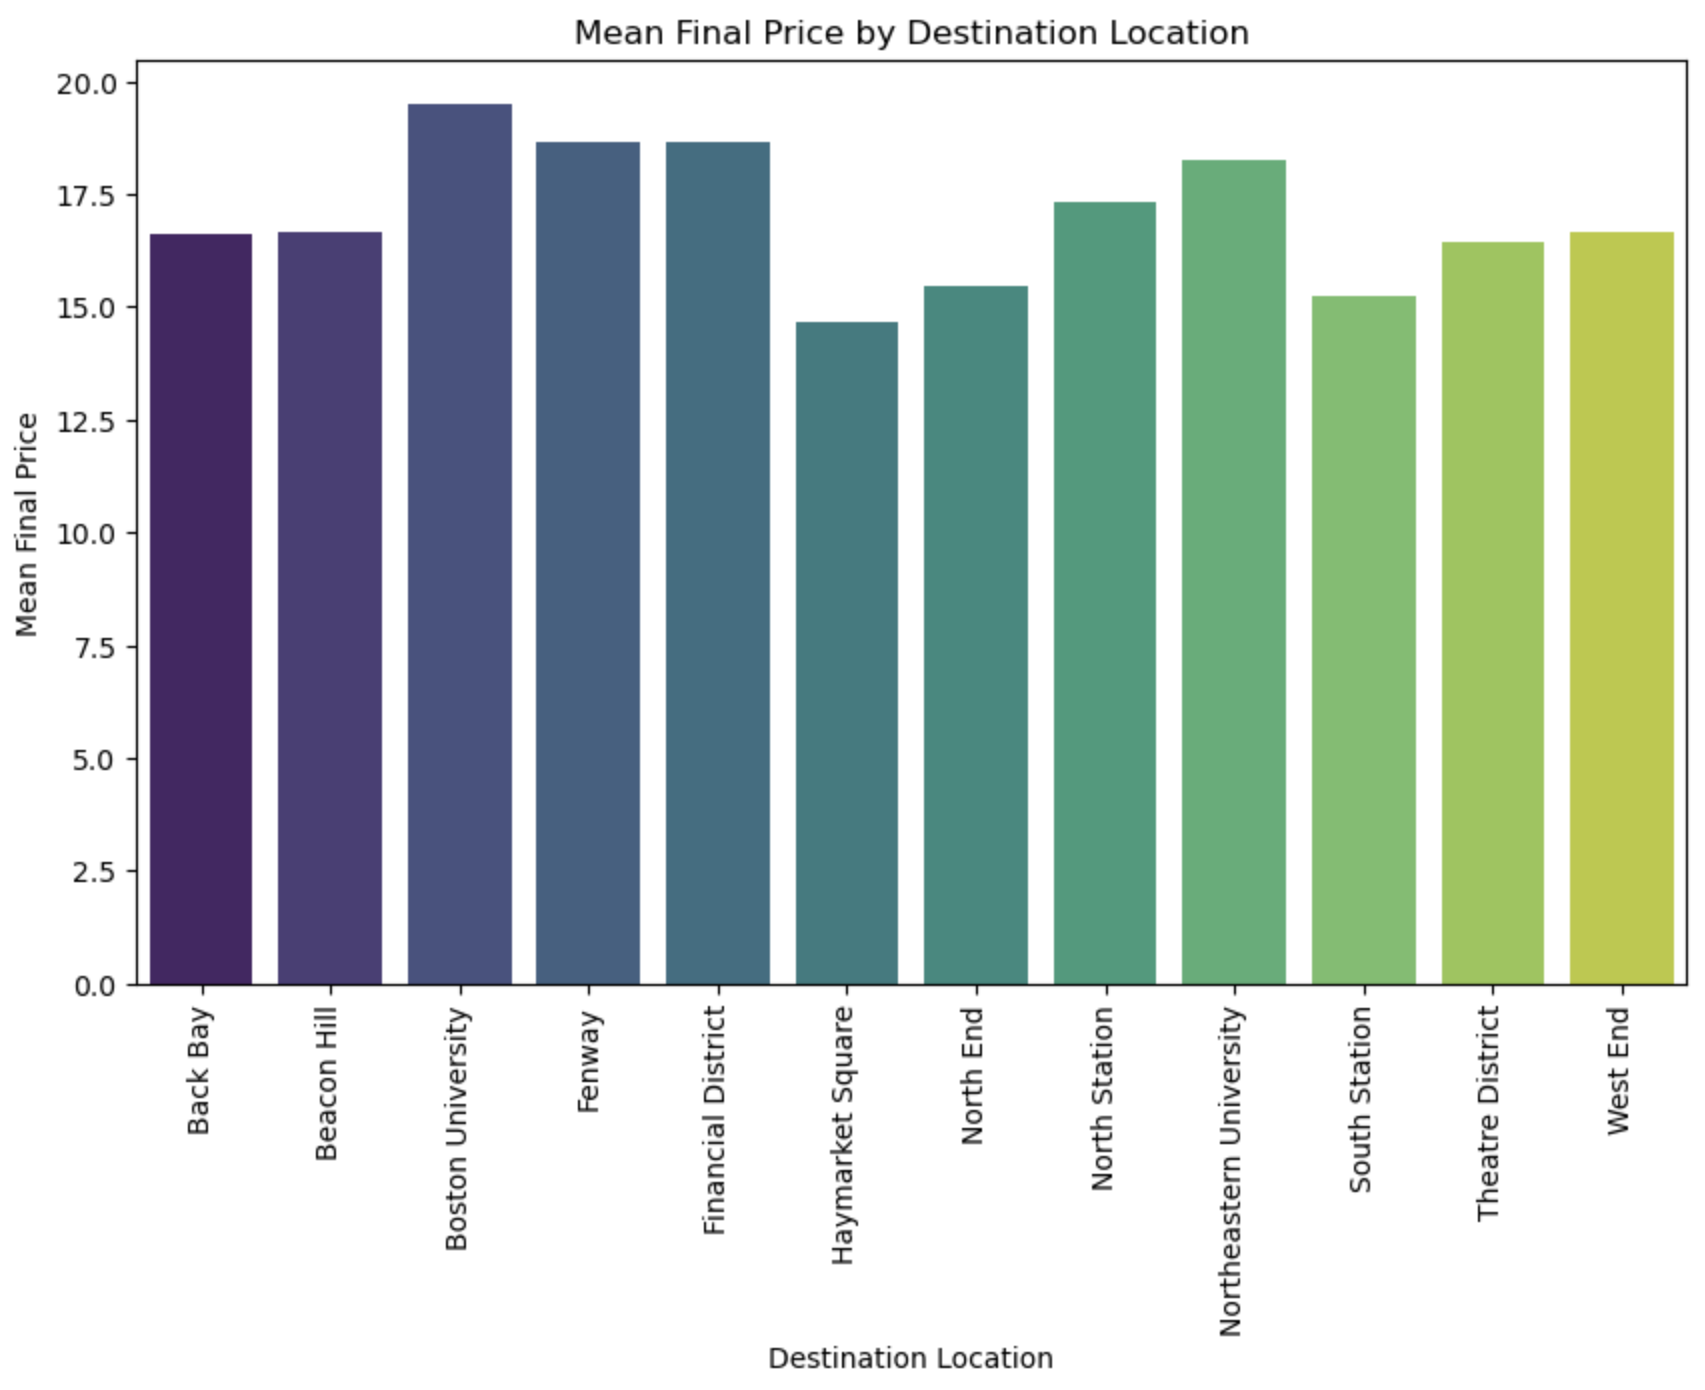 Mean Final Price by Destination Location
20.0
17.5
15.0
12.5
10.0
7.5
5.0
2.5
0.0
Mean Final Price
Back Bay
Beacon Hill
Boston University
Fenway
Financial District
Haymarket Square
North End
North Station
Northeastern University
South Station
Theatre District
West End
Destination Location